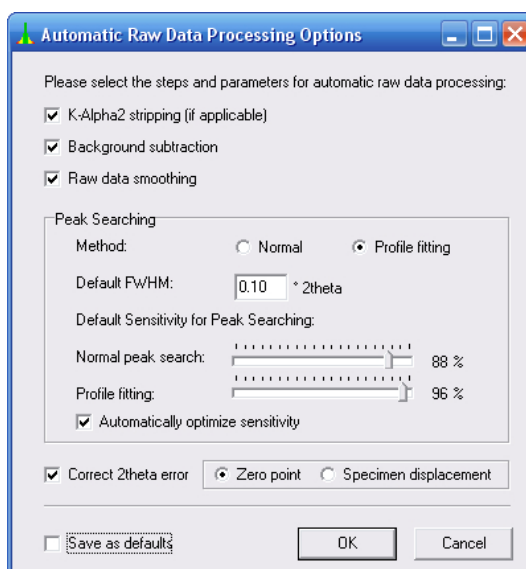 Automatic Raw Data Processing Options
Please select the steps and parameters for automatic raw data processing:
K-Alpha2 stripping (if applicable)
Background subtraction
Raw data smoothing
Peak Searching
Method: Normal Profile fitting
Default FWHM: 0.10 ° 2theta
Default Sensitivity for Peak Searching:
Normal peak search: 88 %
Profile fitting: 96 %
Automatically optimize sensitivity
Correct 2theta error Zero point Specimen displacement
Save as defaults OK Cancel